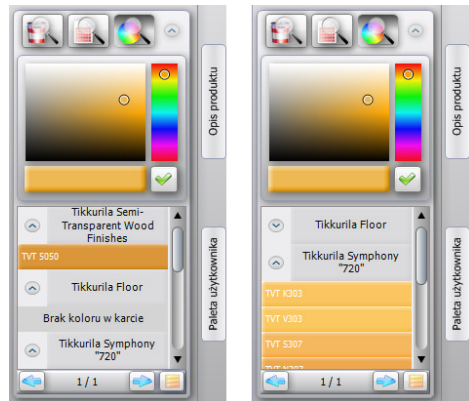 Opis produktu
Tikkurila Semi-
Transparent Wood
Finishes
TVT S050
Tikkurila Floor
Brak koloru w karcie
Tikkurila Symphony
"720"
Paleta użytkownika
1 / 1
Opis produktu
Tikkurila Floor
Tikkurila Symphony
"720"
TVT K303
TVT V303
TVT S307
TVT N307
Paleta użytkownika
1 / 1